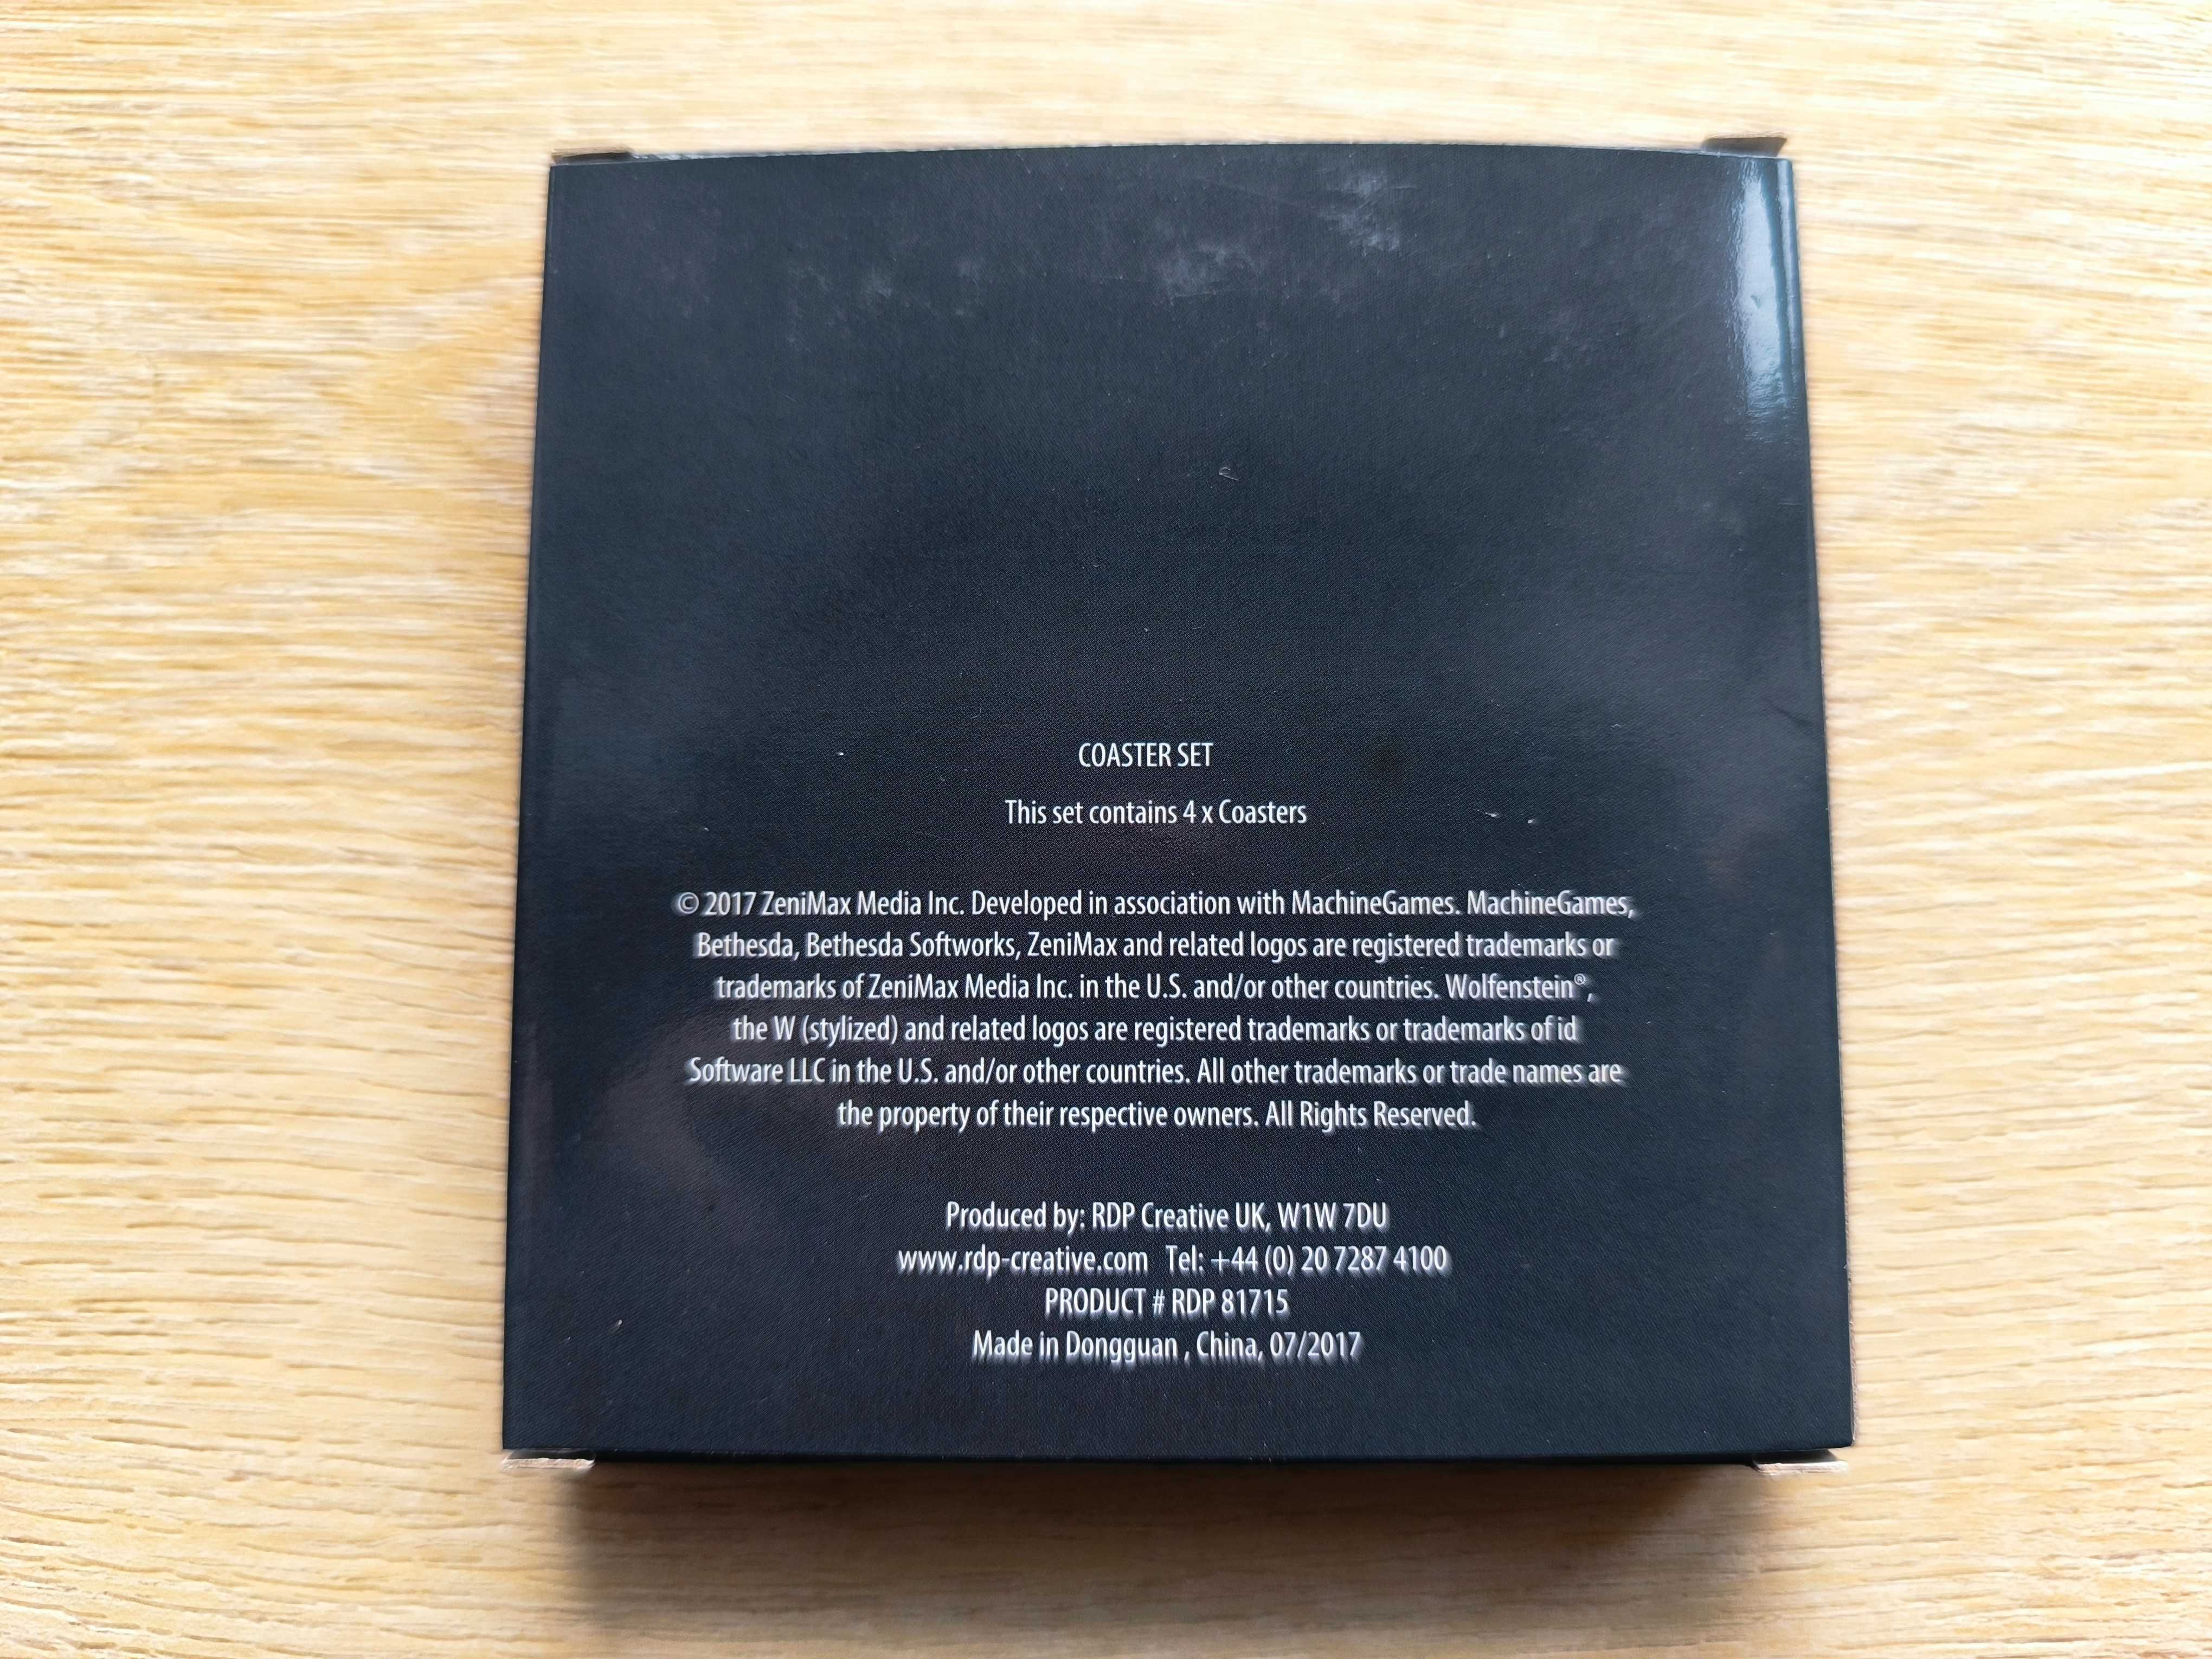 COASTER SET
This set contains 4 x Coasters
© 2017 ZeniMax Media Inc. Developed in association with MachineGames. MachineGames,
Bethesda, Bethesda Softworks, ZeniMax and related logos are registered trademarks or
trademarks of ZeniMax Media Inc. in the U.S. and/or other countries. Wolfenstein®,
the W (stylized) and related logos are registered trademarks or trademarks of id
Software LLC in the U.S. and/or other countries. All other trademarks or trade names are
the property of their respective owners. All Rights Reserved.
Produced by: RDP Creative UK, W1W 7DU
www.rdp-creative.com Tel: +44 (0) 20 7287 4100
PRODUCT # RDP 81715
Made in Dongguan , China, 07/2017